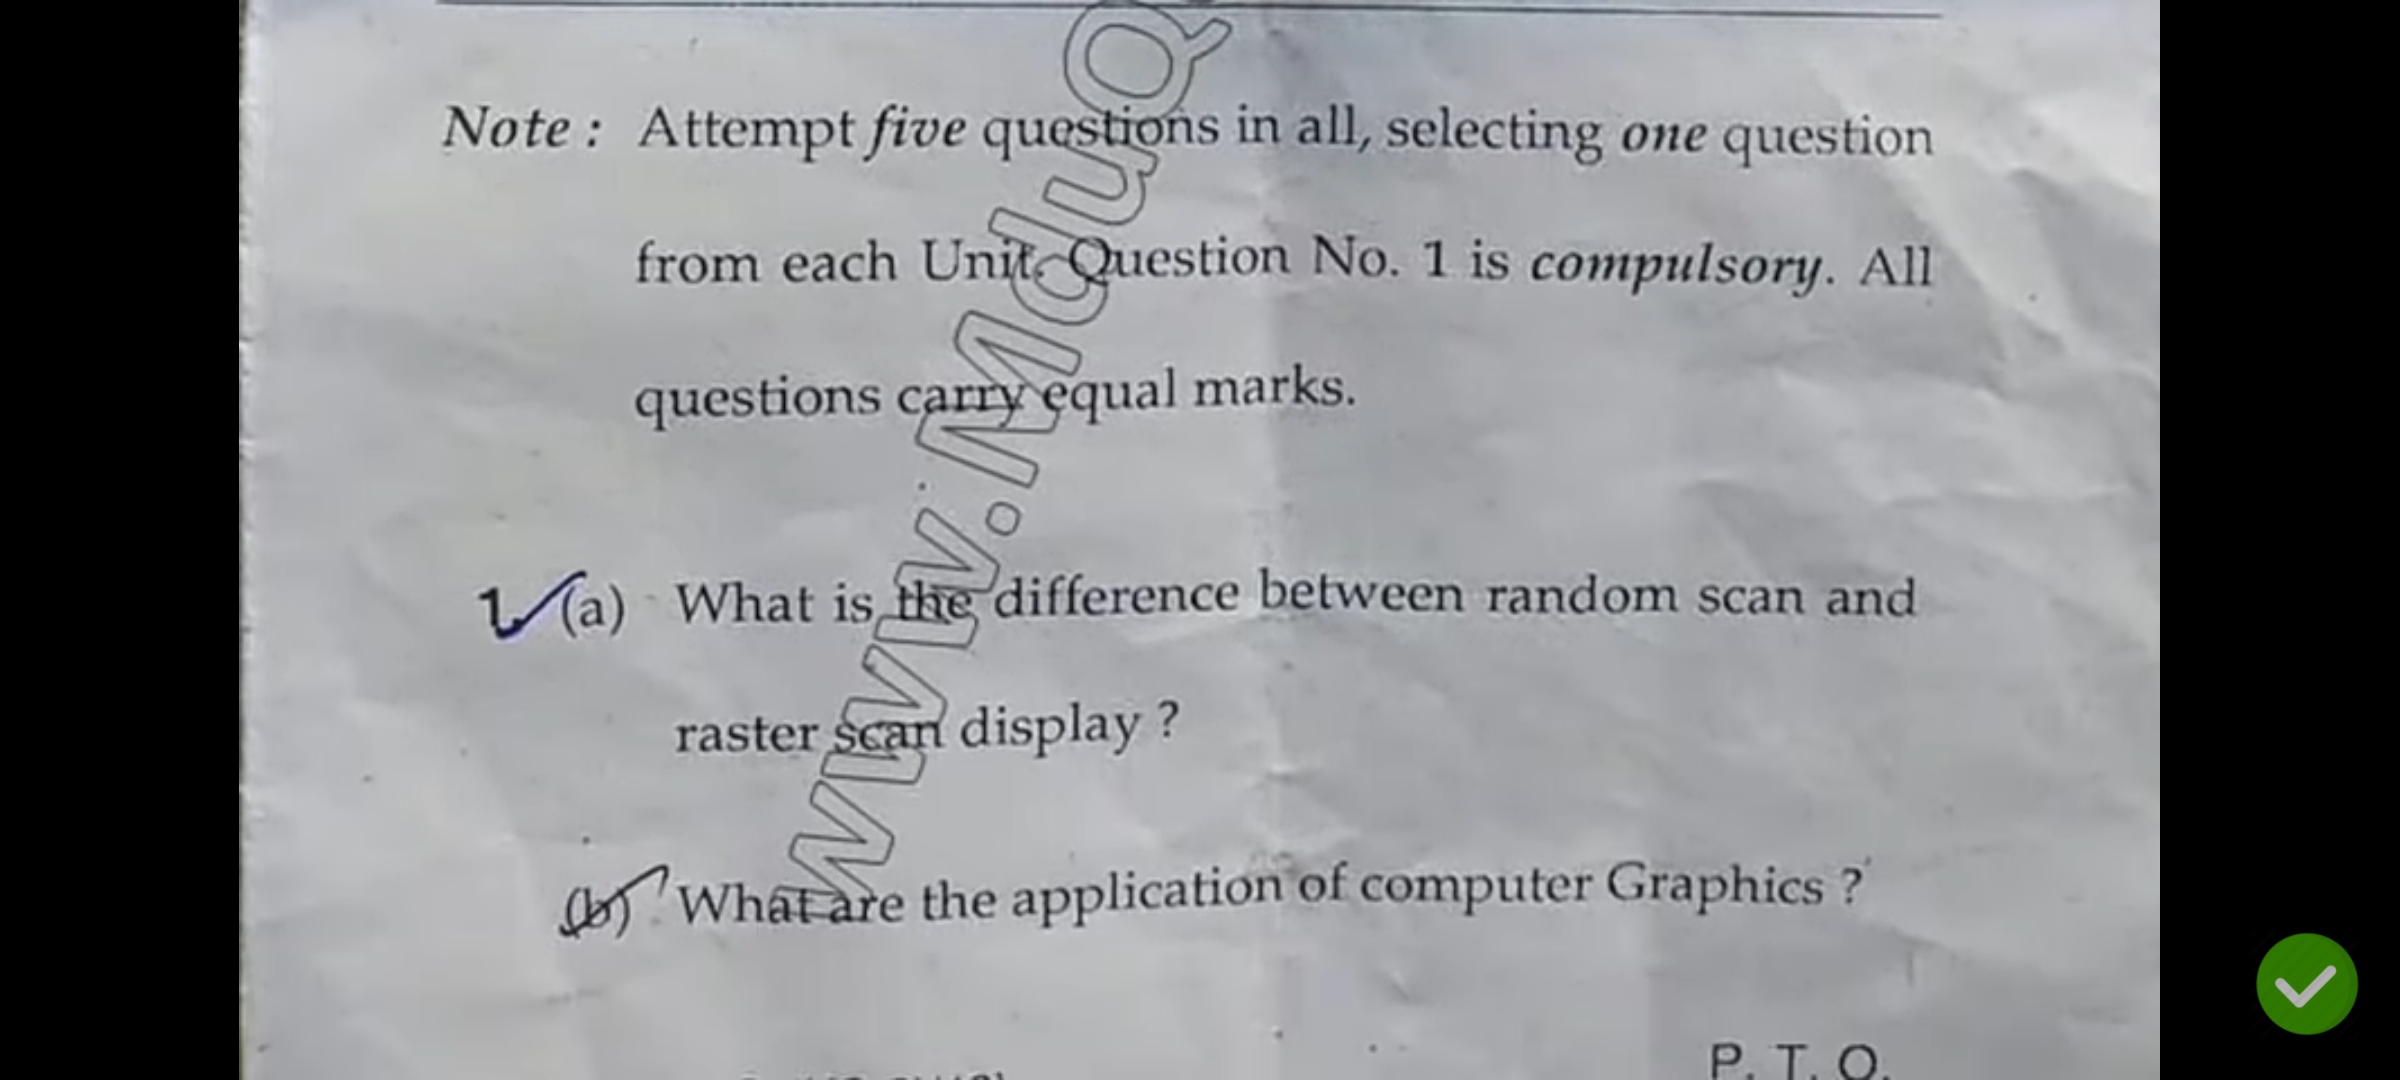 Note : Attempt five questions in all, selecting one question
from each Unit. Question No. 1 is compulsory. All
questions carry equal marks.
1. (a) What is the difference between random scan and
raster scan display ?
(b) What are the application of computer Graphics ?
P. T. O.
www.MduQ